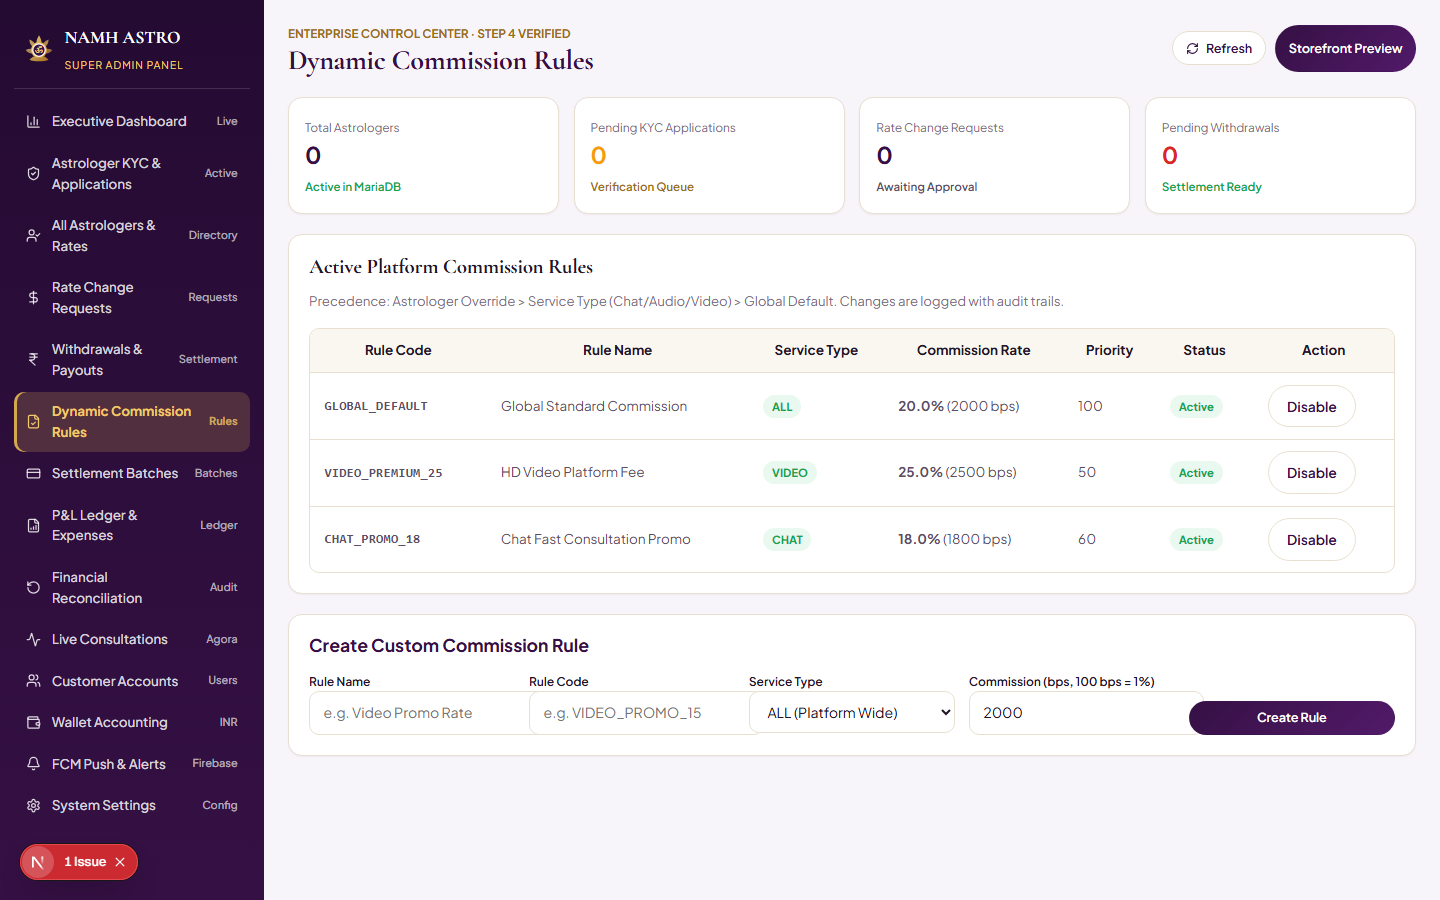 NAMH ASTRO
SUPER ADMIN PANEL
Executive Dashboard Live
Astrologer KYC & Applications Active
All Astrologers & Rates Directory
Rate Change Requests Requests
Withdrawals & Payouts Settlement
Dynamic Commission Rules Rules
Settlement Batches Batches
P&L Ledger & Expenses Ledger
Financial Reconciliation Audit
Live Consultations Agora
Customer Accounts Users
Wallet Accounting INR
FCM Push & Alerts Firebase
System Settings Config
N 1 Issue
ENTERPRISE CONTROL CENTER · STEP 4 VERIFIED
Dynamic Commission Rules
Refresh
Storefront Preview
Total Astrologers
0
Active in MariaDB
Pending KYC Applications
0
Verification Queue
Rate Change Requests
0
Awaiting Approval
Pending Withdrawals
0
Settlement Ready
Active Platform Commission Rules
Precedence: Astrologer Override > Service Type (Chat/Audio/Video) > Global Default. Changes are logged with audit trails.
Rule Code Rule Name Service Type Commission Rate Priority Status Action
GLOBAL_DEFAULT Global Standard Commission ALL 20.0% (2000 bps) 100 Active Disable
VIDEO_PREMIUM_25 HD Video Platform Fee VIDEO 25.0% (2500 bps) 50 Active Disable
CHAT_PROMO_18 Chat Fast Consultation Promo CHAT 18.0% (1800 bps) 60 Active Disable
Create Custom Commission Rule
Rule Name Rule Code Service Type Commission (bps, 100 bps = 1%)
e.g. Video Promo Rate e.g. VIDEO_PROMO_15 ALL (Platform Wide) 2000 Create Rule